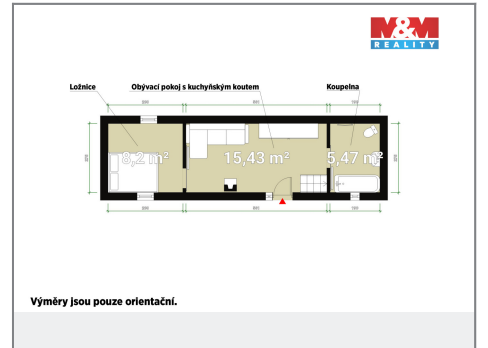 M&M
REALITY
Ložnice
Obývací pokoj s kuchyňským koutem
Koupelna
8,2 m²
15,43 m²
5,47 m²
Výměry jsou pouze orientační.